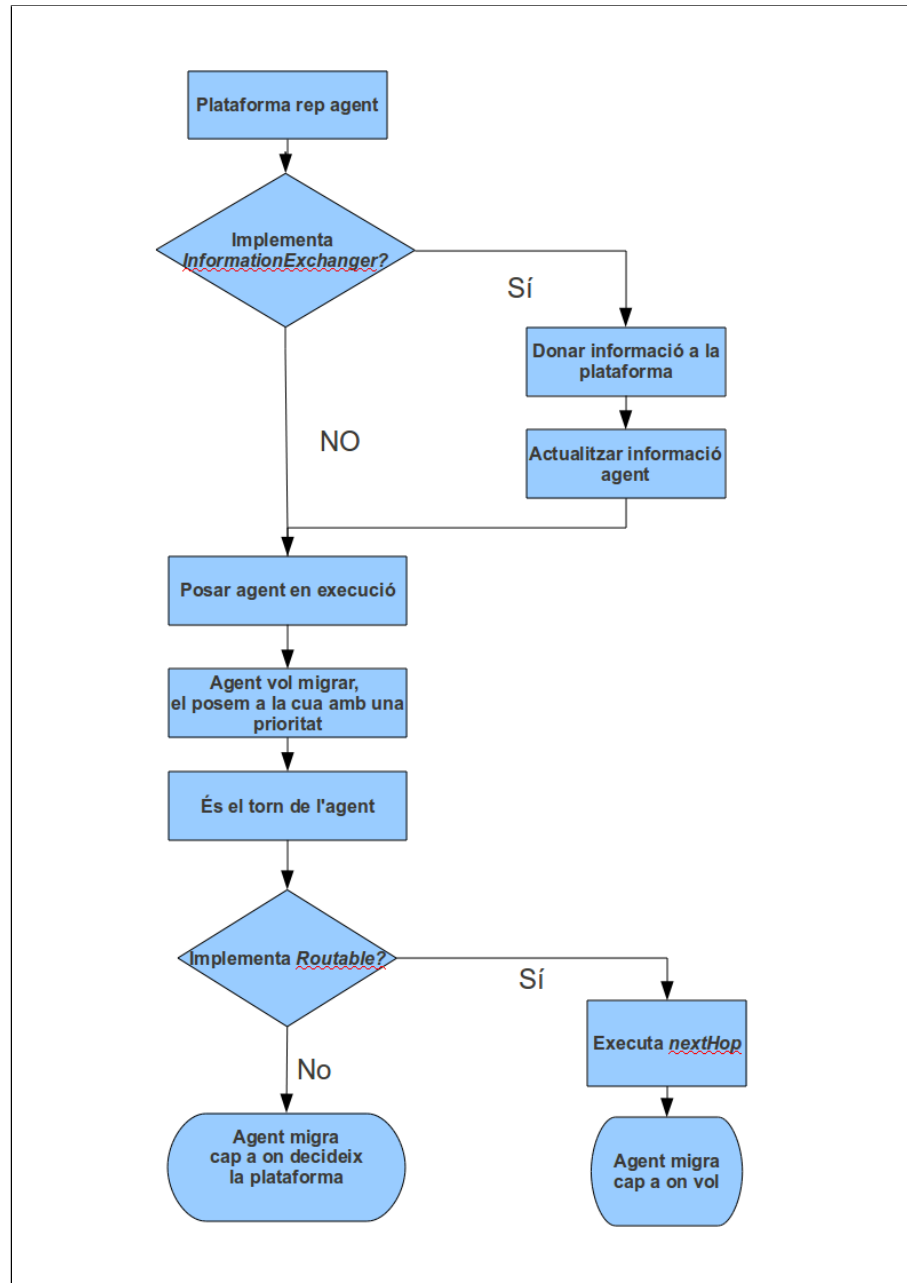 Plataforma rep agent
Implementa
InformationExchanger?
Sí
Donar informació a la
plataforma
NO
Actualitzar informació
agent
Posar agent en execució
Agent vol migrar,
el posem a la cua amb una
prioritat
És el torn de l'agent
Implementa Routable?
Sí
Executa nextHop
No
Agent migra
cap a on decideix
la plataforma
Agent migra
cap a on vol